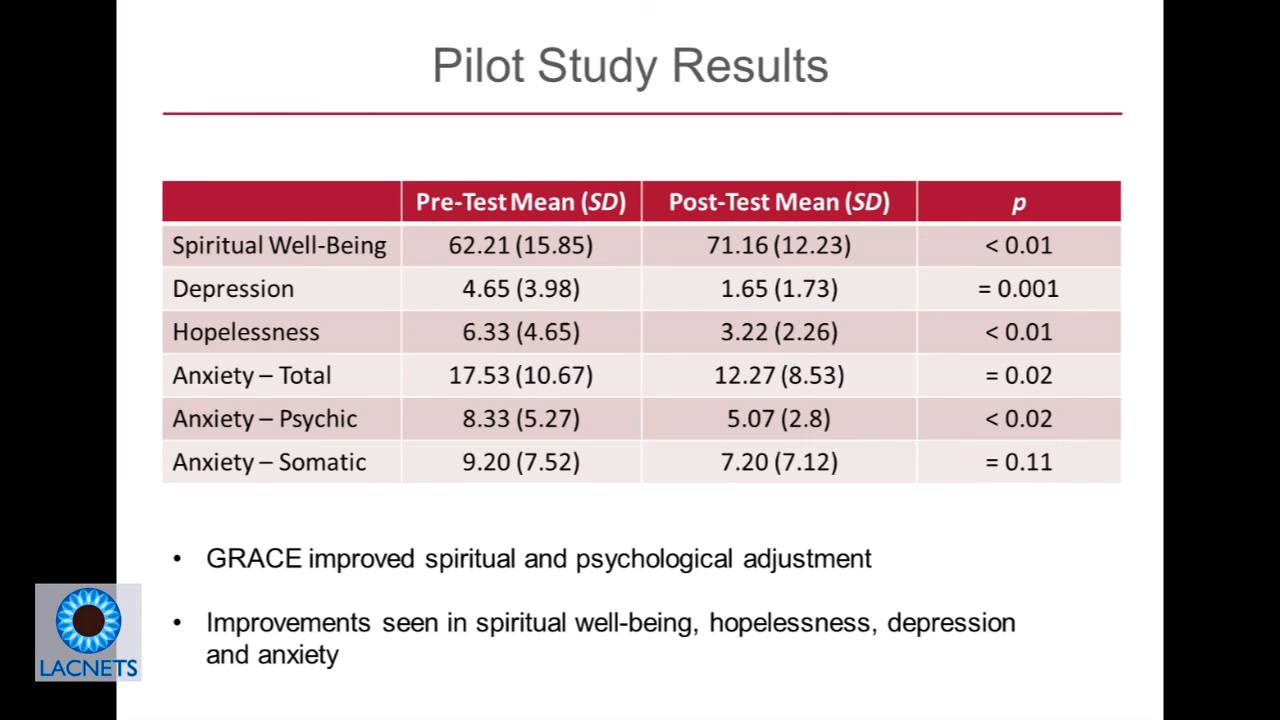 Pilot Study Results
Pre-Test Mean (SD) Post-Test Mean (SD) p
Spiritual Well-Being 62.21 (15.85) 71.16 (12.23) < 0.01
Depression 4.65 (3.98) 1.65 (1.73) = 0.001
Hopelessness 6.33 (4.65) 3.22 (2.26) < 0.01
Anxiety – Total 17.53 (10.67) 12.27 (8.53) = 0.02
Anxiety – Psychic 8.33 (5.27) 5.07 (2.8) < 0.02
Anxiety – Somatic 9.20 (7.52) 7.20 (7.12) = 0.11
• GRACE improved spiritual and psychological adjustment
• Improvements seen in spiritual well-being, hopelessness, depression
and anxiety
LACNETS